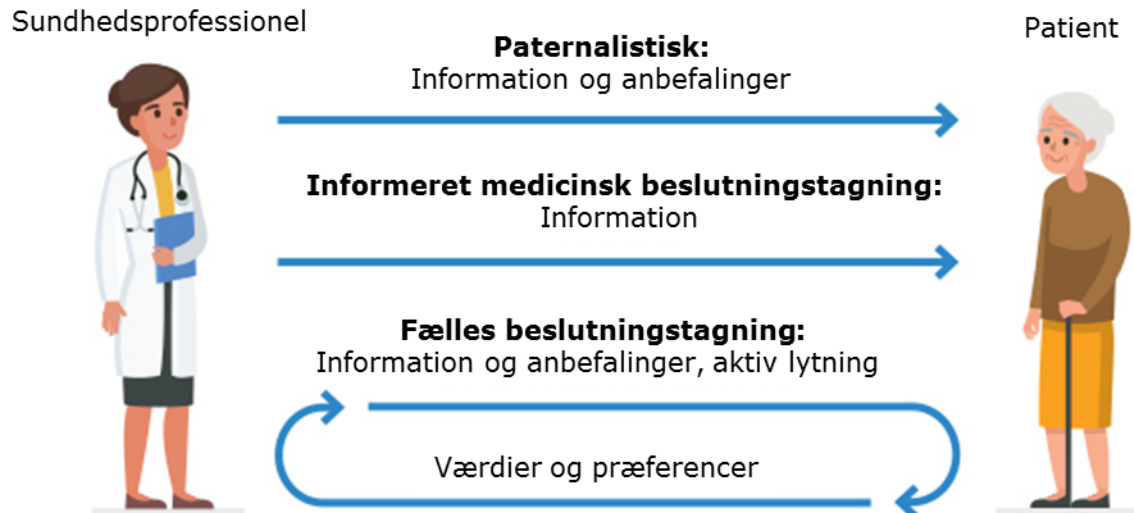 Sundhedsprofessionel
Patient
Paternalistisk:
Information og anbefalinger
Informeret medicinsk beslutningstagning:
Information
Fælles beslutningstagning:
Information og anbefalinger, aktiv lytning
Værdier og præferencer